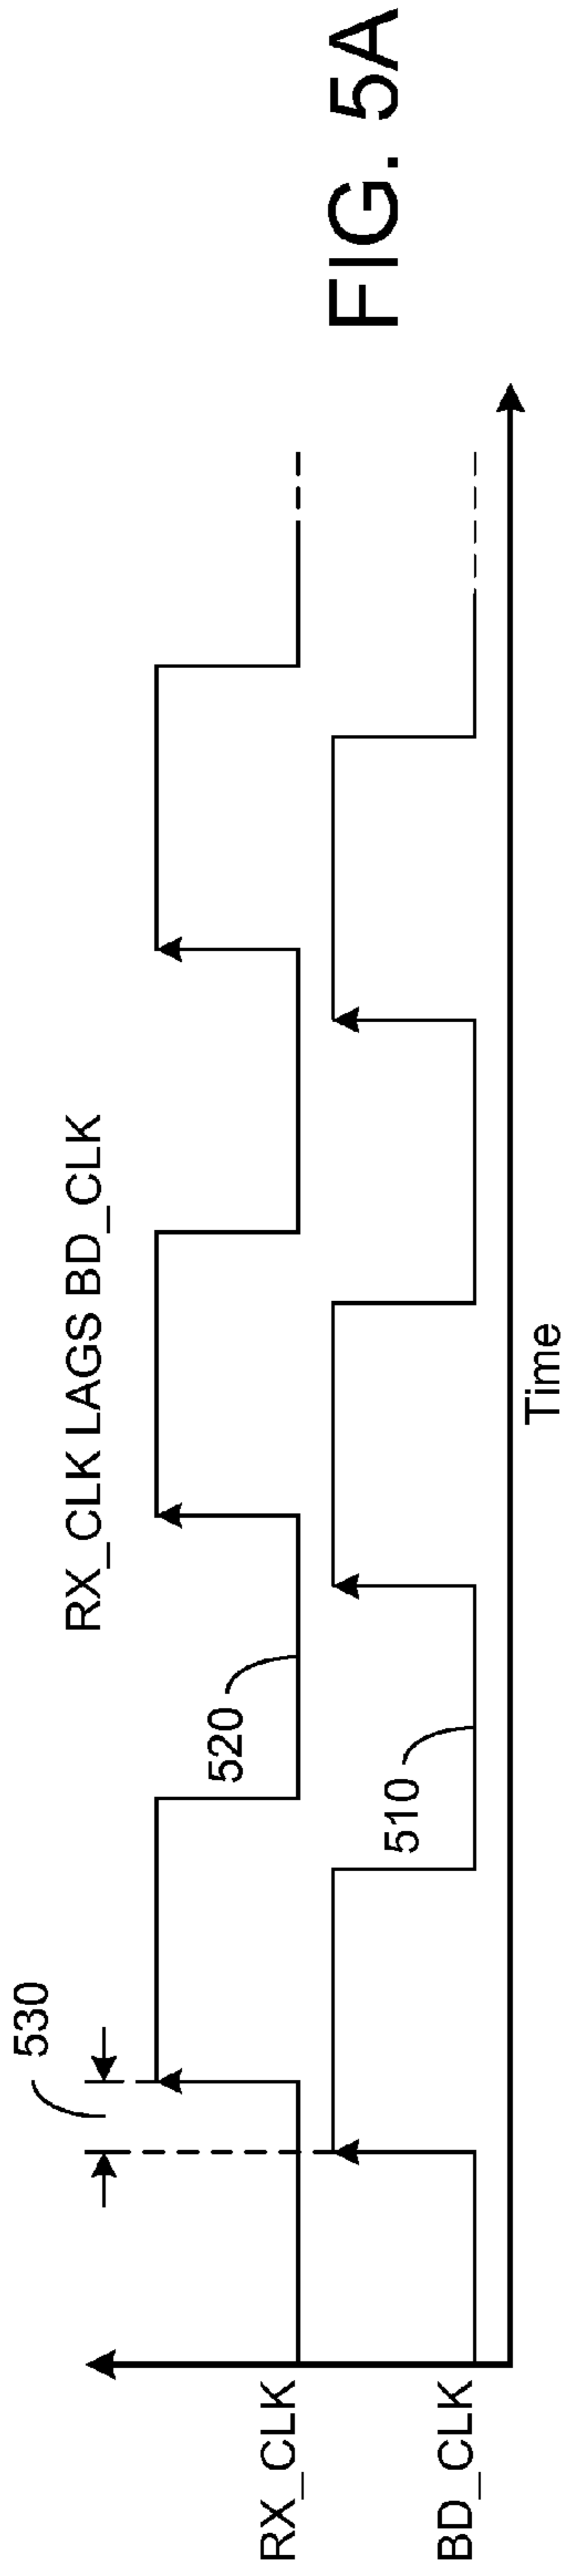 RX_CLK LAGS BD_CLK
530
520
RX_CLK
510
BD_CLK
Time
FIG. 5A